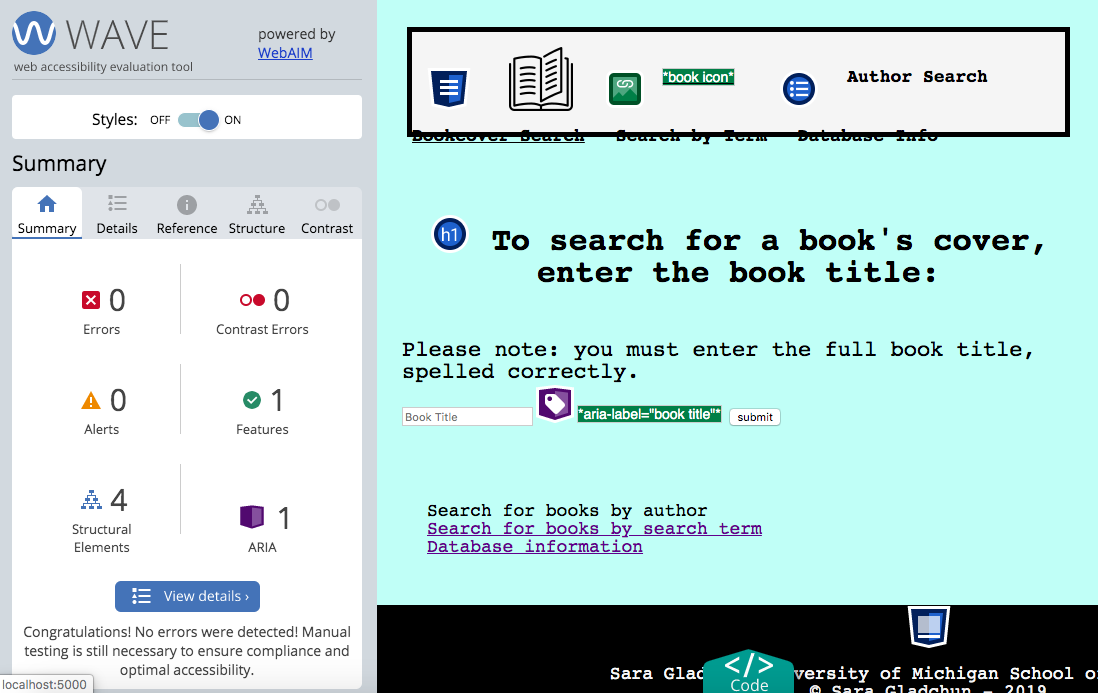 WAVE
web accessibility evaluation tool
powered by
WebAIM
Styles: OFF ON
Summary
Summary Details Reference Structure Contrast
0
Errors
0
Contrast Errors
0
Alerts
1
Features
4
Structural
Elements
1
ARIA
View details ›
Congratulations! No errors were detected! Manual
testing is still necessary to ensure compliance and
optimal accessibility.
localhost:5000
*book icon*
Author Search
Bookcover Search Search by Term Database Info
h1
To search for a book's cover,
enter the book title:
Please note: you must enter the full book title,
spelled correctly.
Book Title *aria-label="book title"* submit
Search for books by author
Search for books by search term
Database information
</> Code
Sara of Michigan School
© Sara Gladchun - 2019